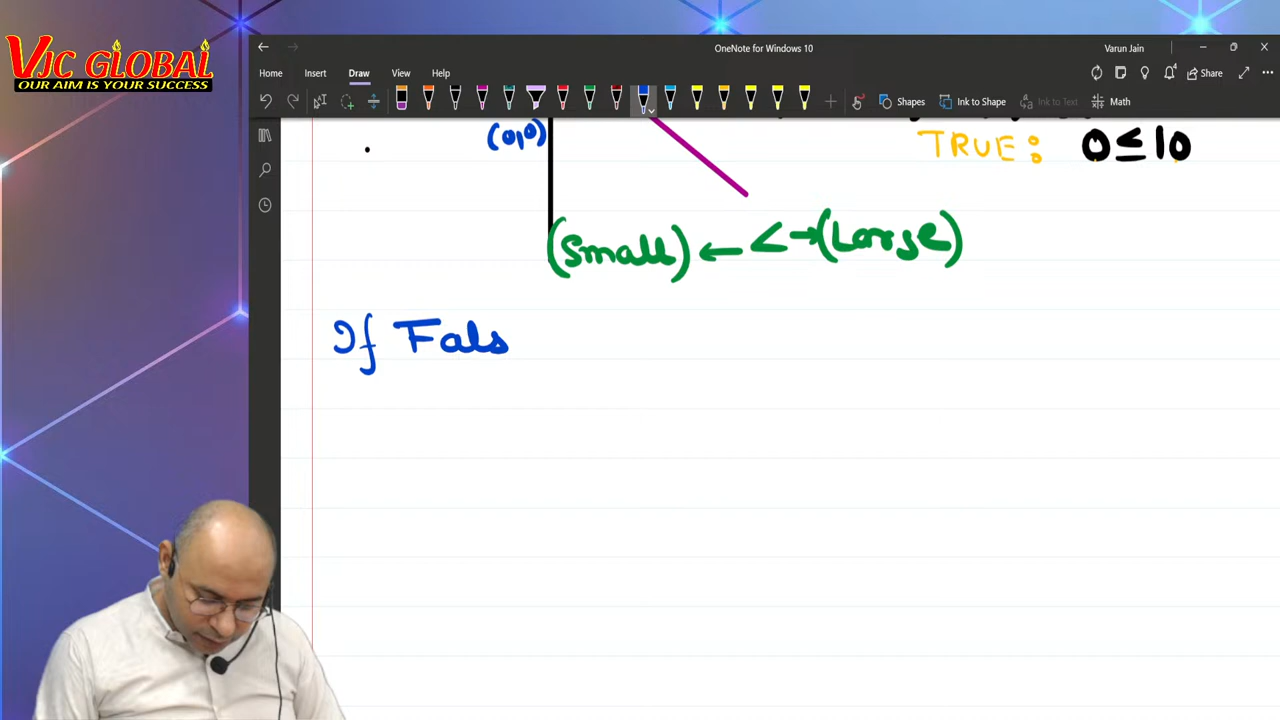 VJC GLOBAL
OUR AIM IS YOUR SUCCESS
OneNote for Windows 10
Varun Jain
Home Insert Draw View Help
Share
Shapes Ink to Shape Ink to Text Math
(0,0)
TRUE: 0≤10
(Small) ← < → (Large)
If Fals